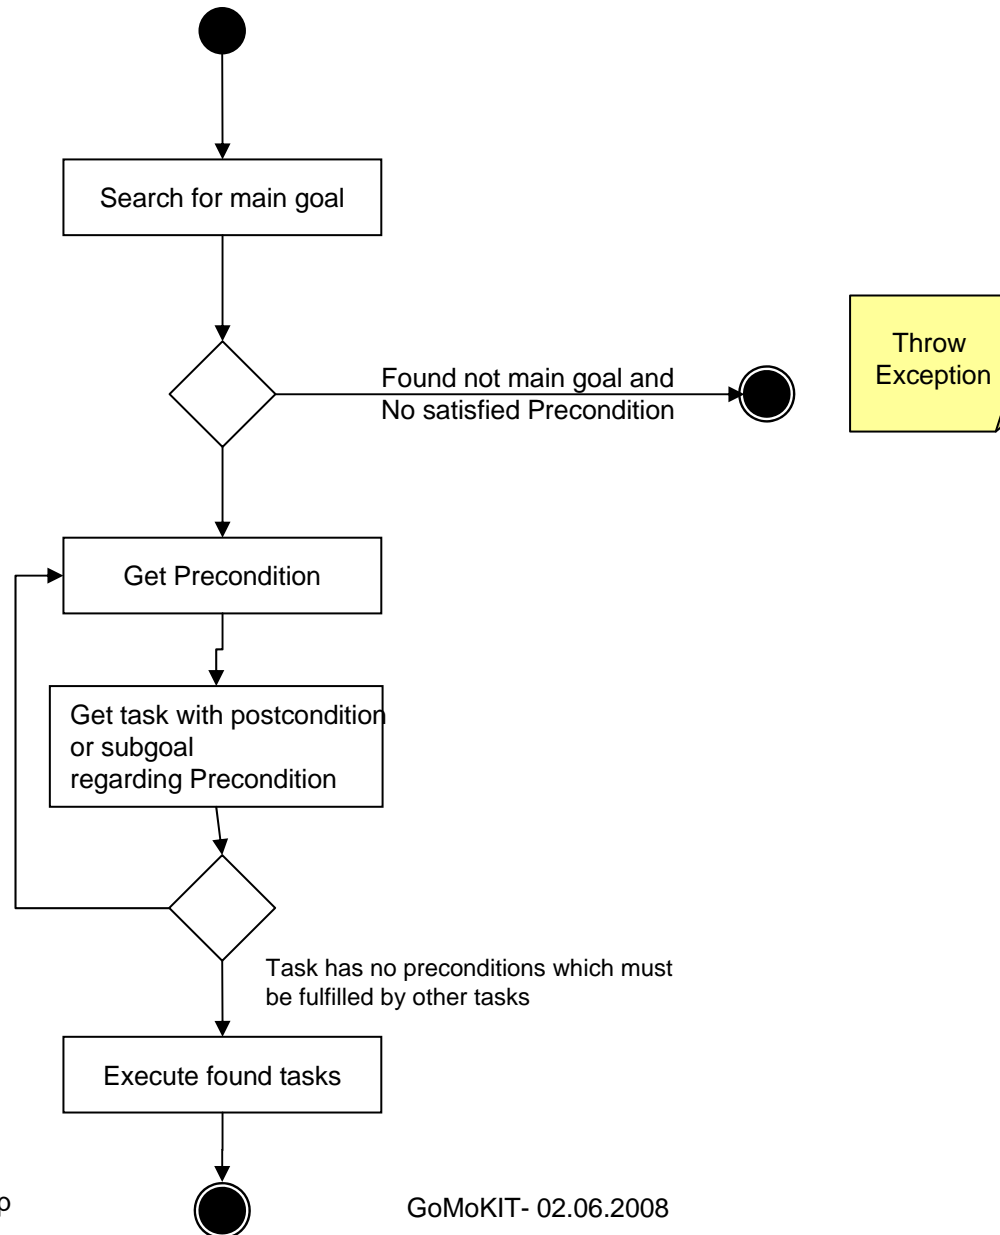 Search for main goal
Found not main goal and
No satisfied Precondition
Throw
Exception
Get Precondition
Get task with postcondition
or subgoal
regarding Precondition
Task has no preconditions which must
be fulfilled by other tasks
Execute found tasks
p
GoMoKIT- 02.06.2008